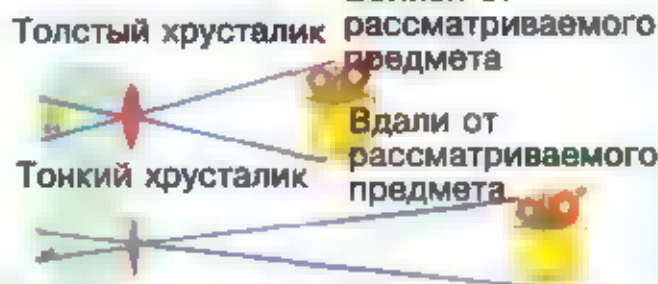 Толстый хрусталик
рассматриваемого
предмета
Вдали от
рассматриваемого
предмета
Тонкий хрусталик